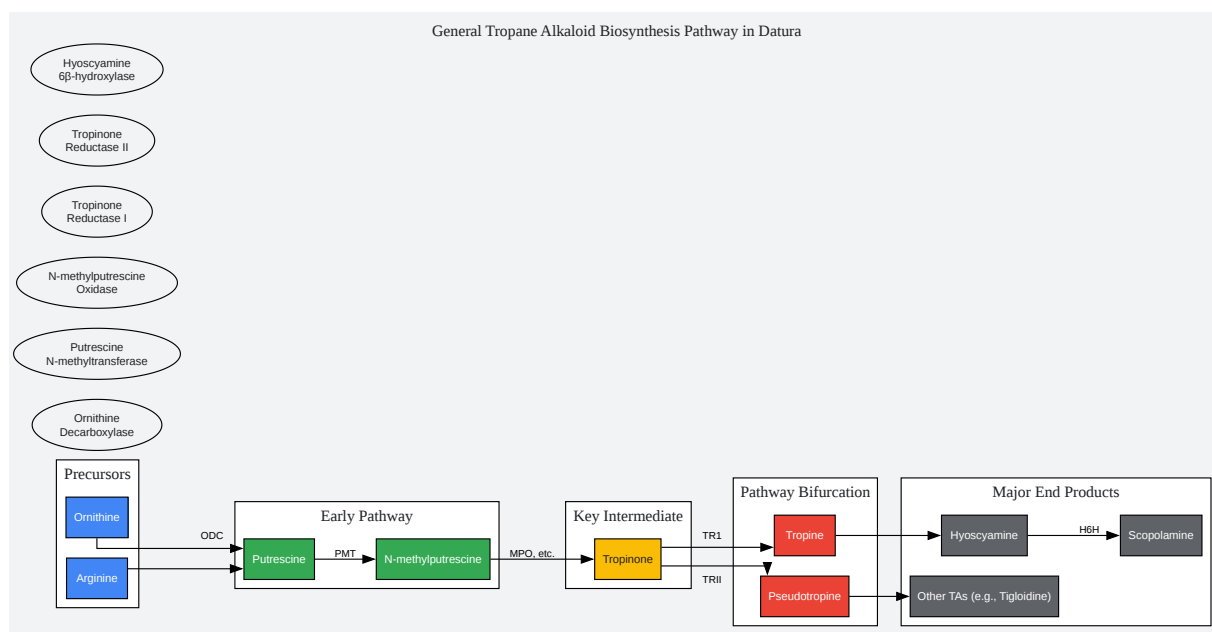 General Tropane Alkaloid Biosynthesis Pathway in Datura
Hyoscyamine
6β-hydroxylase
Tropinone
Reductase II
Tropinone
Reductase I
N-methylputrescine
Oxidase
Putrescine
N-methyltransferase
Ornithine
Decarboxylase
Precursors
Ornithine
Arginine
ODC
Early Pathway
Putrescine
PMT
N-methylputrescine
MPO, etc.
Key Intermediate
Tropinone
TR1
TRII
Pathway Bifurcation
Tropine
Pseudotropine
Major End Products
Hyoscyamine
H6H
Scopolamine
Other TAs (e.g., Tigloidine)